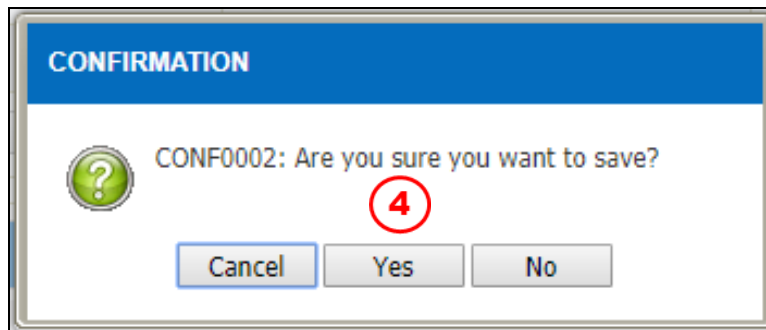 CONFIRMATION
CONF0002: Are you sure you want to save?
4
Cancel Yes No